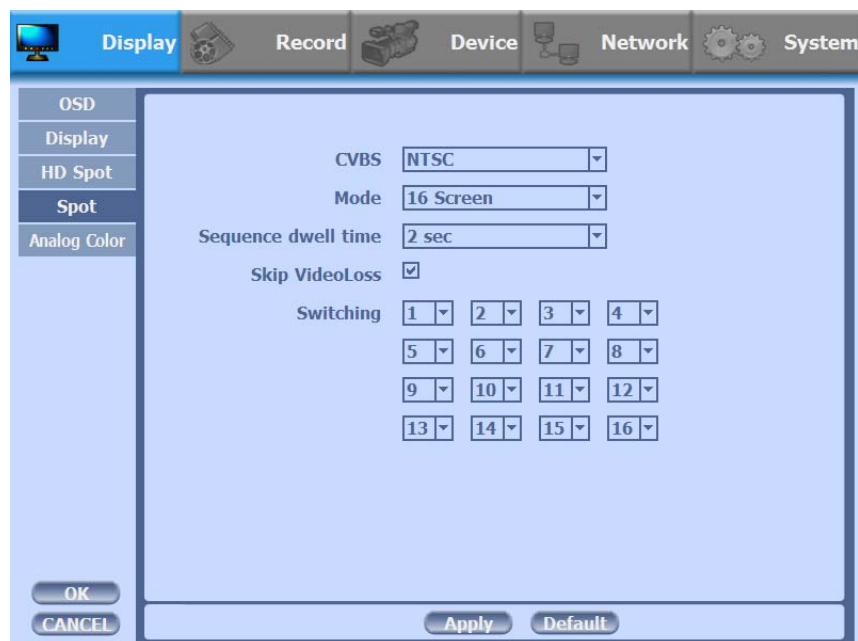 Display Record Device Network System
OSD
Display
HD Spot
Spot
Analog Color
CVBS NTSC
Mode 16 Screen
Sequence dwell time 2 sec
Skip VideoLoss
Switching 1 2 3 4
5 6 7 8
9 10 11 12
13 14 15 16
OK
CANCEL
Apply Default